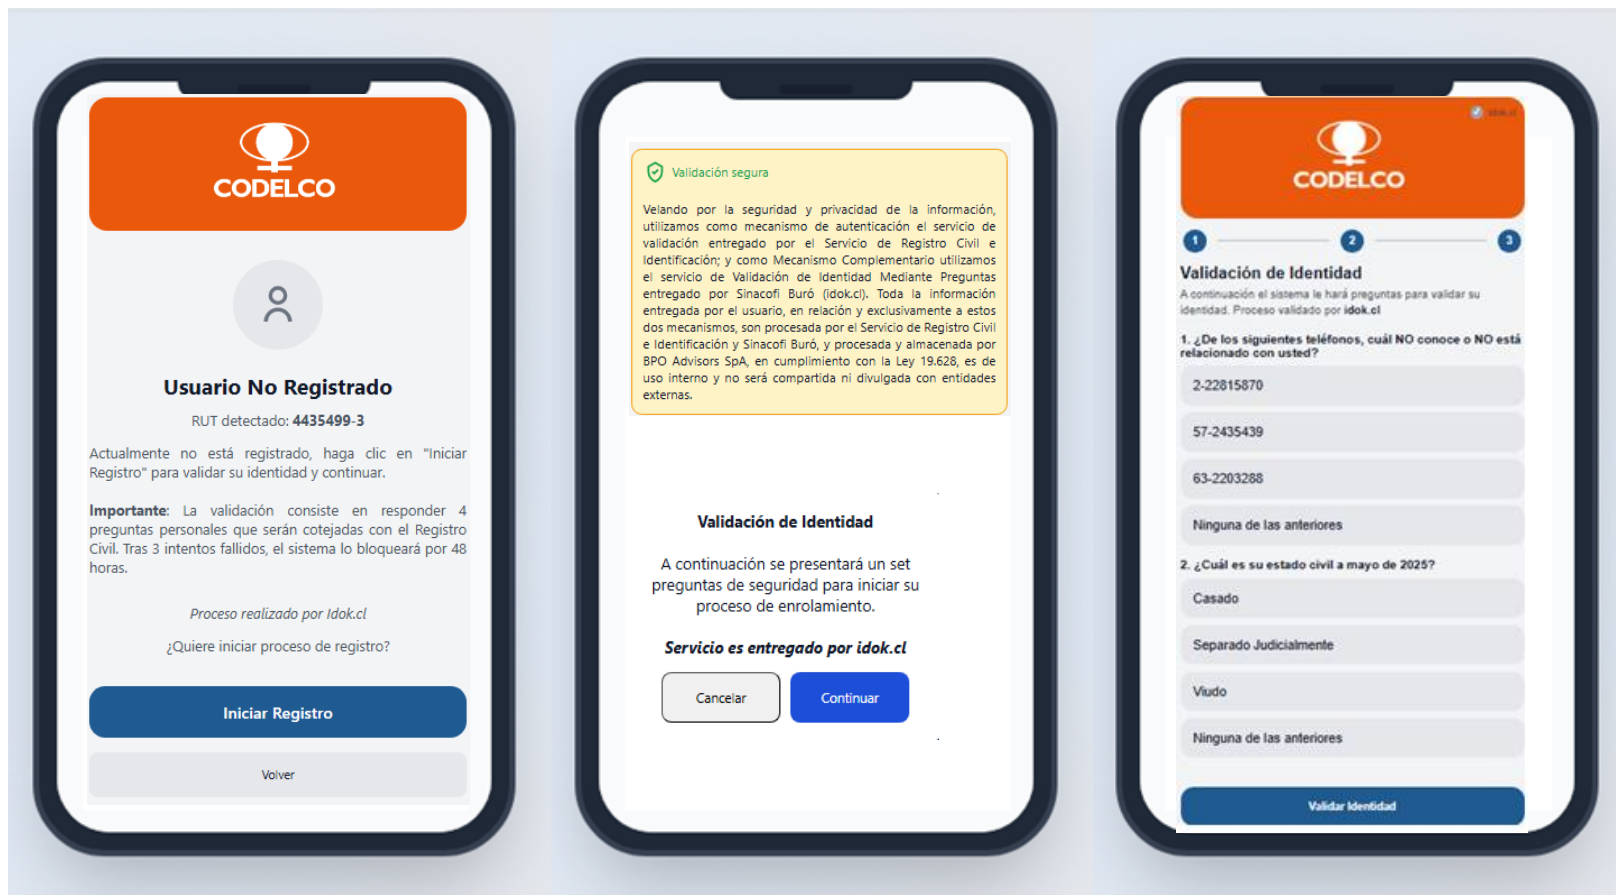 CODELCO
Usuario No Registrado
RUT detectado: 4435499-3
Actualmente no está registrado, haga clic en "Iniciar
Registro" para validar su identidad y continuar.
Importante: La validación consiste en responder 4
preguntas personales que serán cotejadas con el Registro
Civil. Tras 3 intentos fallidos, el sistema lo bloqueará por 48
horas.
Proceso realizado por Idok.cl
¿Quiere iniciar proceso de registro?
Iniciar Registro
Volver
Validación segura
Velando por la seguridad y privacidad de la información,
utilizamos como mecanismo de autenticación el servicio de
validación entregado por el Servicio de Registro Civil e
Identificación; y como Mecanismo Complementario utilizamos
el servicio de Validación de Identidad Mediante Preguntas
entregado por Sinacofi Buró (idok.cl). Toda la información
entregada por el usuario, en relación y exclusivamente a estos
dos mecanismos, son procesada por el Servicio de Registro Civil
e Identificación y Sinacofi Buró, y procesada y almacenada por
BPO Advisors SpA, en cumplimiento con la Ley 19.628, es de
uso interno y no será compartida ni divulgada con entidades
externas.
Validación de Identidad
A continuación se presentará un set
preguntas de seguridad para iniciar su
proceso de enrolamiento.
Servicio es entregado por idok.cl
Cancelar
Continuar
idok.cl
CODELCO
1 2 3
Validación de Identidad
A continuación el sistema le hará preguntas para validar su
identidad. Proceso validado por idok.cl
1. ¿De los siguientes teléfonos, cuál NO conoce o NO está
relacionado con usted?
2-22815870
57-2435439
63-2203288
Ninguna de las anteriores
2. ¿Cuál es su estado civil a mayo de 2025?
Casado
Separado Judicialmente
Viudo
Ninguna de las anteriores
Validar Identidad